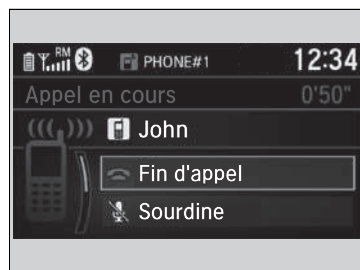 RM PHONE#1 12:34
Appel en cours 0'50"
John
Fin d'appel
Sourdine